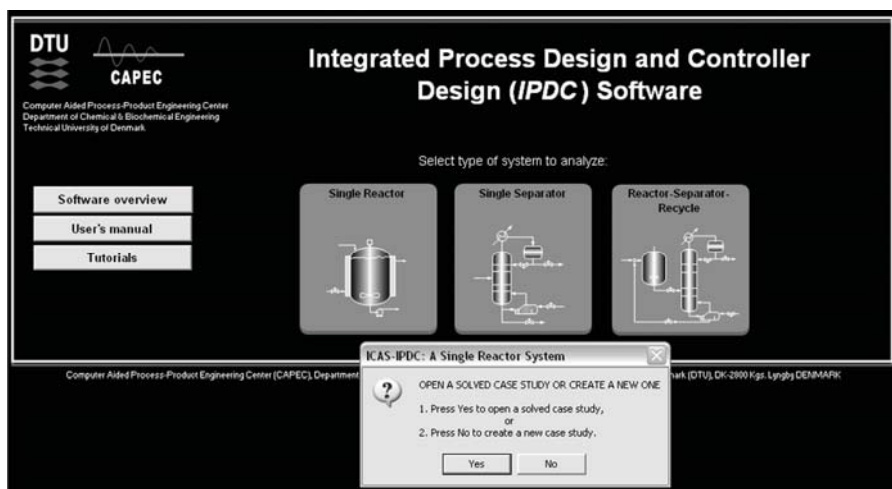 DTU
CAPEC
Computer Aided Process-Product Engineering Center
Department of Chemical & Biochemical Engineering
Technical University of Denmark
Integrated Process Design and Controller
Design (IPDC) Software
Select type of system to analyze:
Software overview
User's manual
Tutorials
Single Reactor
Single Separator
Reactor-Separator-
Recycle
ICAS-IPDC: A Single Reactor System
Computer Aided Process-Product Engineering Center (CAPEC), Department
mark (DTU), DK-2800 Kgs. Lyngby DENMARK
?
OPEN A SOLVED CASE STUDY OR CREATE A NEW ONE
1. Press Yes to open a solved case study,
or
2. Press No to create a new case study.
Yes
No